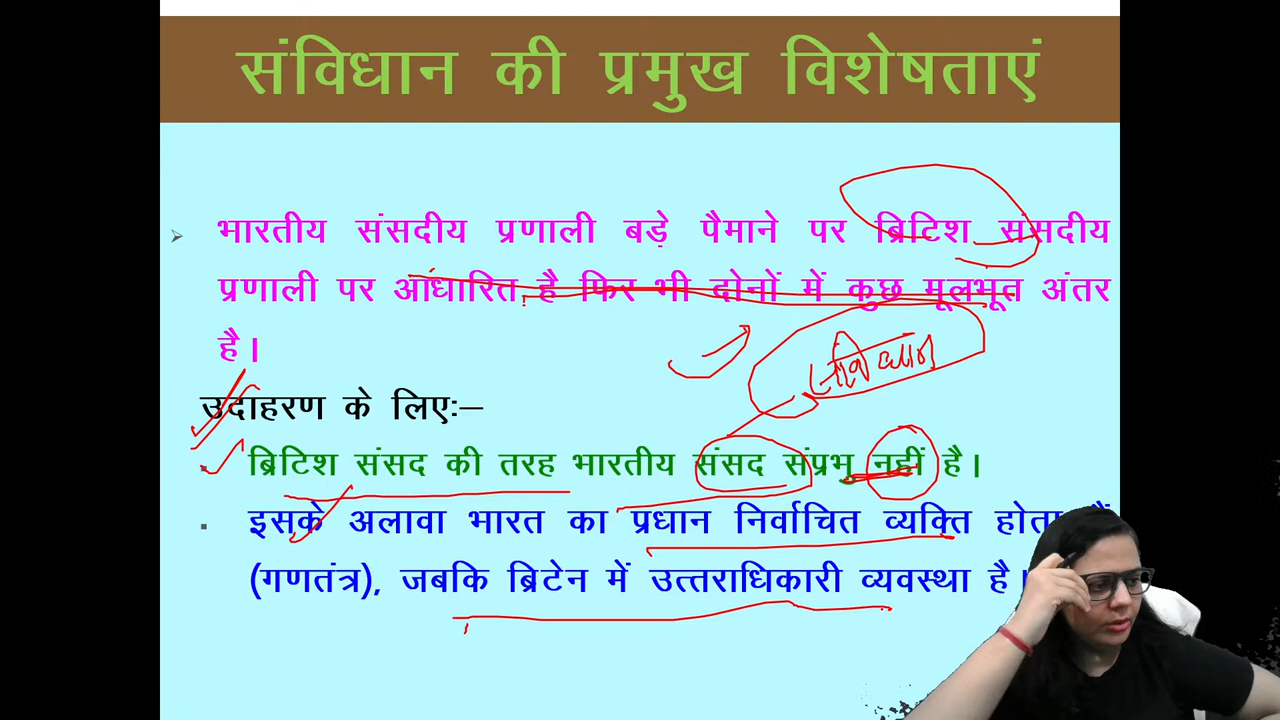 संविधान की प्रमुख विशेषताएं
भारतीय संसदीय प्रणाली बड़े पैमाने पर ब्रिटिश संसदीय
प्रणाली पर आधारित है फिर भी दोनों में कुछ मूलभूत अंतर
है।
संविधान
उदाहरण के लिए:–
ब्रिटिश संसद की तरह भारतीय संसद संप्रभु नहीं है।
इसके अलावा भारत का प्रधान निर्वाचित व्यक्ति होता
(गणतंत्र), जबकि ब्रिटेन में उत्तराधिकारी व्यवस्था है।